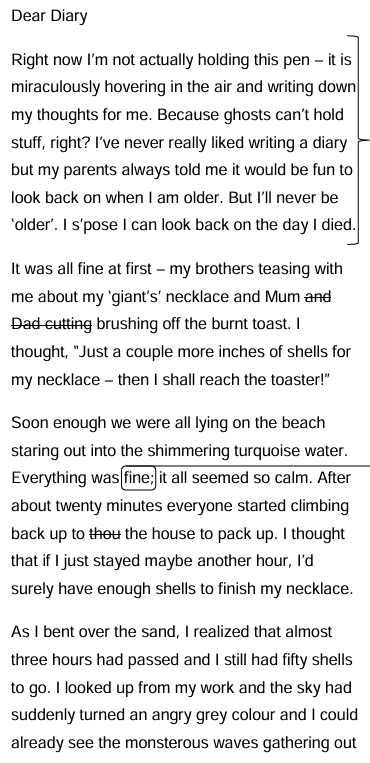 Dear Diary
Right now I'm not actually holding this pen – it is
miraculously hovering in the air and writing down
my thoughts for me. Because ghosts can't hold
stuff, right? I've never really liked writing a diary
but my parents always told me it would be fun to
look back on when I am older. But I'll never be
'older'. I s'pose I can look back on the day I died.
It was all fine at first – my brothers teasing with
me about my 'giant's' necklace and Mum and
Dad cutting brushing off the burnt toast. I
thought, "Just a couple more inches of shells for
my necklace – then I shall reach the toaster!"
Soon enough we were all lying on the beach
staring out into the shimmering turquoise water.
Everything was fine; it all seemed so calm. After
about twenty minutes everyone started climbing
back up to thou the house to pack up. I thought
that if I just stayed maybe another hour, I'd
surely have enough shells to finish my necklace.
As I bent over the sand, I realized that almost
three hours had passed and I still had fifty shells
to go. I looked up from my work and the sky had
suddenly turned an angry grey colour and I could
already see the monsterous waves gathering out